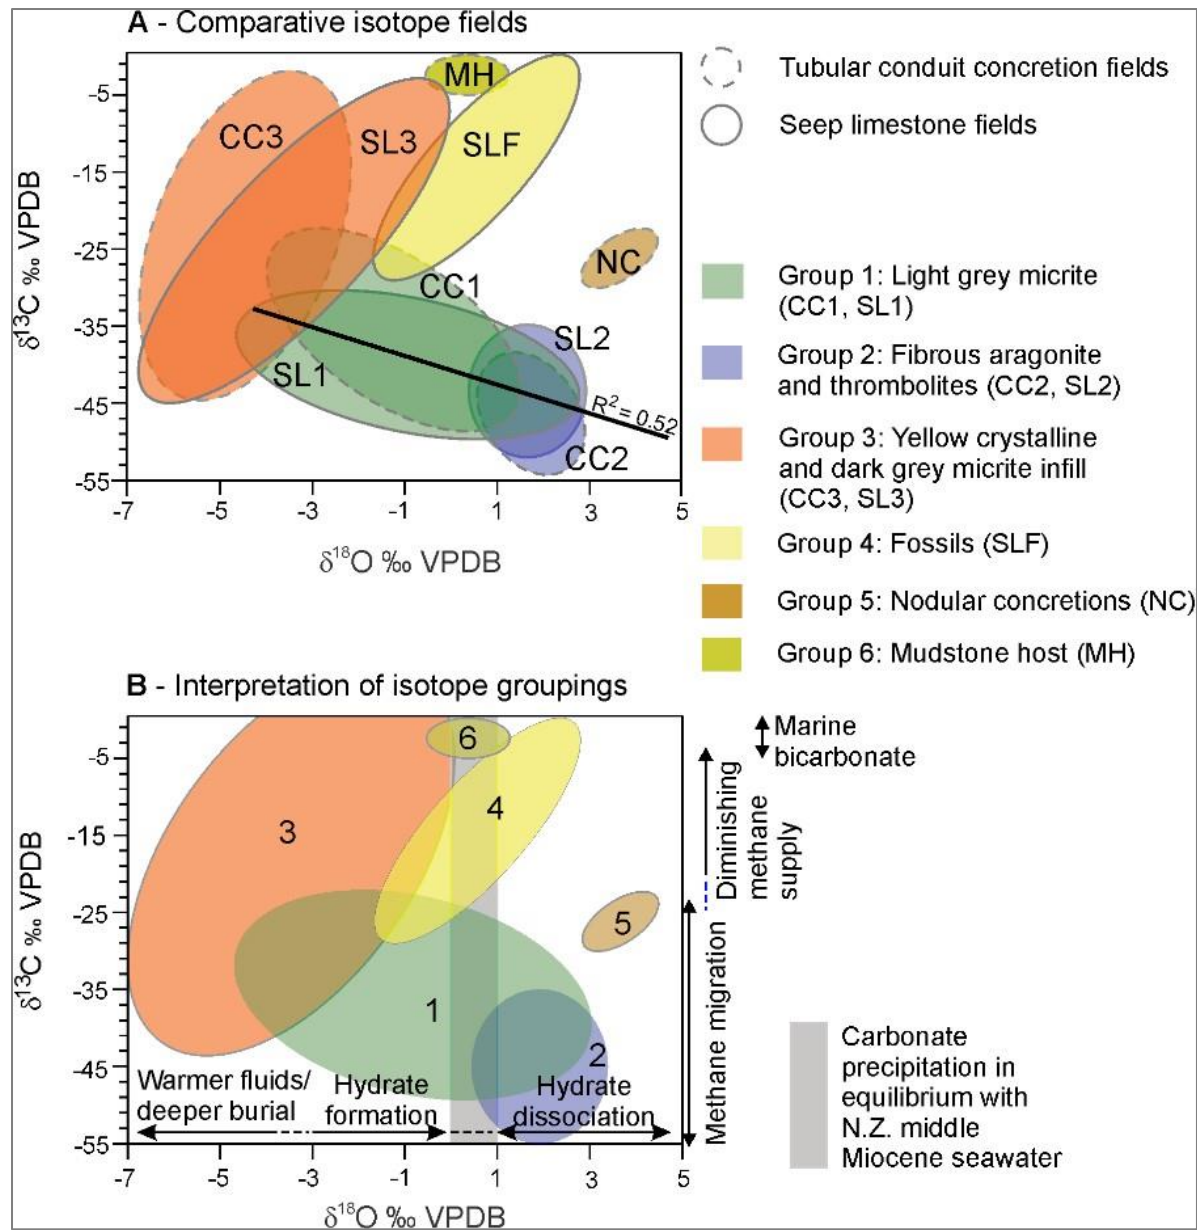 A - Comparative isotope fields
MH
CC3
SL3
SLF
NC
CC1
SL2
SL1
R² = 0.52
CC2
-5
-15
-25
-35
-45
-55
-7
-3
-1
1
3
5
δ13C ‰ VPDB
δ18O ‰ VPDB
Tubular conduit concretion fields
Seep limestone fields
Group 1: Light grey micrite
(CC1, SL1)
Group 2: Fibrous aragonite
and thrombolites (CC2, SL2)
Group 3: Yellow crystalline
and dark grey micrite infill
(CC3, SL3)
Group 4: Fossils (SLF)
Group 5: Nodular concretions (NC)
Group 6: Mudstone host (MH)
B - Interpretation of isotope groupings
6
4
3
5
1
2
Warmer fluids/
deeper burial
Hydrate
formation
Hydrate
dissociation
-5
-15
-25
-35
-45
-55
-7
-3
-1
1
3
5
δ13C ‰ VPDB
δ18O ‰ VPDB
Marine
bicarbonate
Diminishing
methane
supply
Methane migration
Carbonate
precipitation in
equilibrium with
N.Z. middle
Miocene seawater